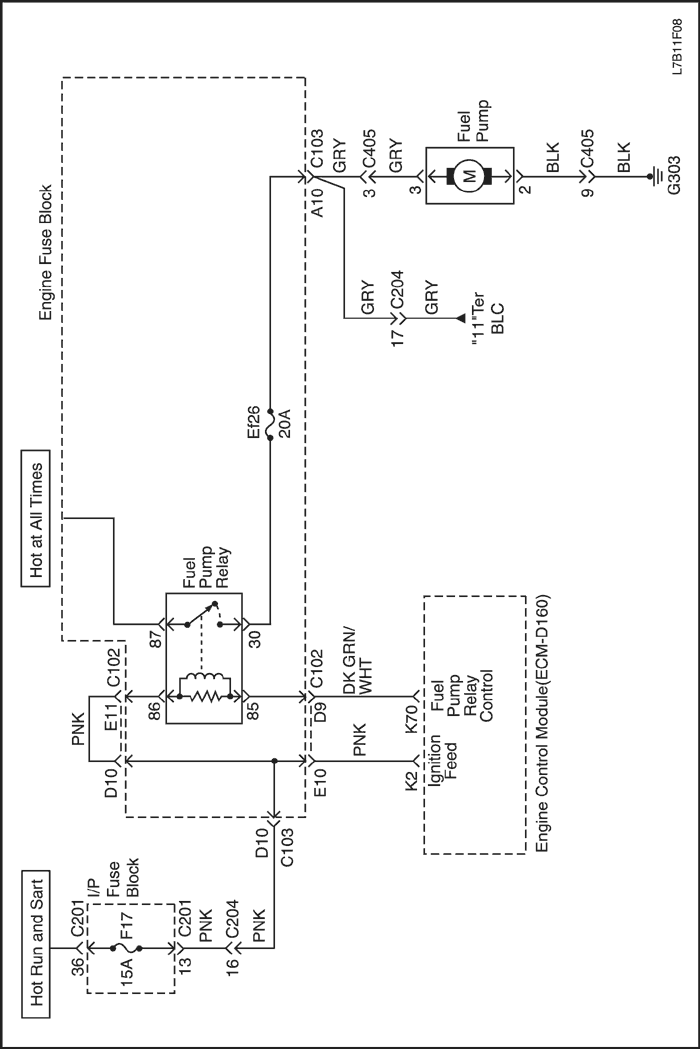 Hot Run and Sart
Hot at All Times
Engine Fuse Block
36
C201
I/P
Fuse
Block
15A
F17
13
C201
PNK
16
C204
PNK
D10
PNK
E11
C102
86
87
Fuel
Pump
Relay
85
30
Ef26
20A
D10
C103
E10
D9
C102
A10
C103
PNK
DK GRN/
WHT
GRY
17
C204
GRY
"11"Ter
BLC
GRY
3
C405
GRY
3
M
Fuel
Pump
2
BLK
9
C405
BLK
G303
K2
K70
Ignition
Feed
Fuel
Pump
Relay
Control
Engine Control Module(ECM-D160)
L7B11F08